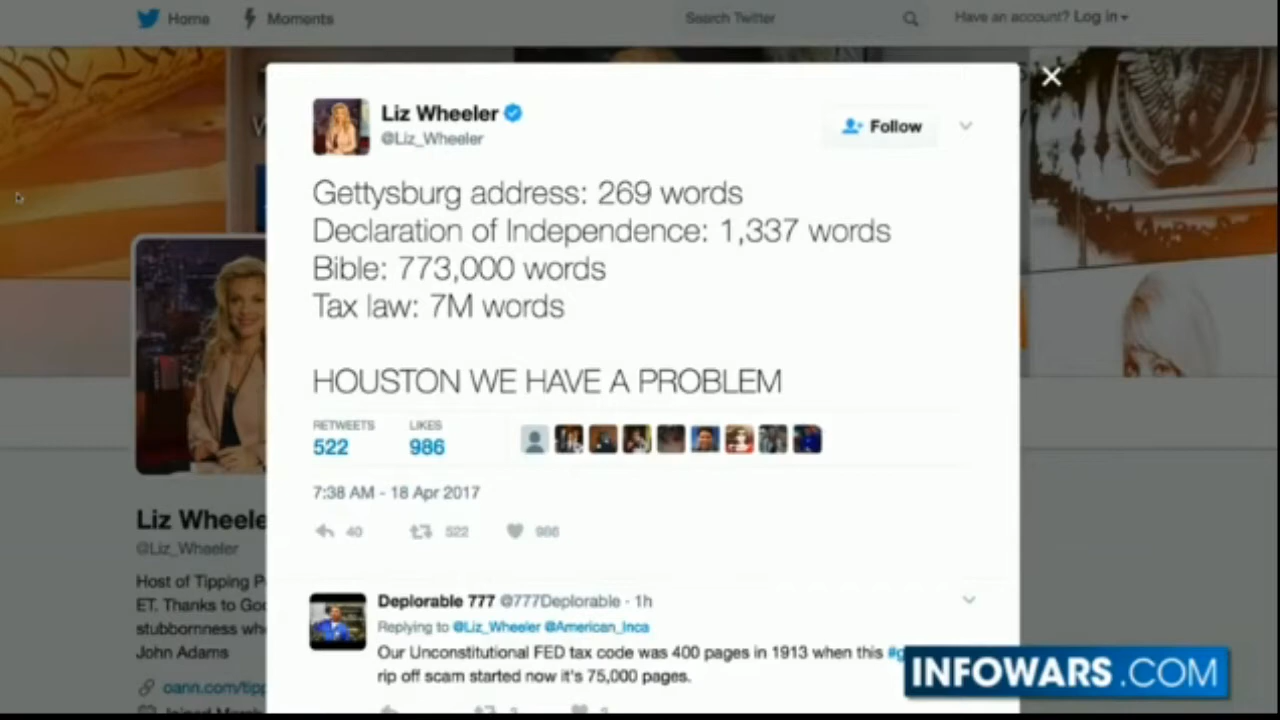 Home
Moments
Search Twitter
Have an account? Log in
Liz Wheeler
@Liz_Wheeler
Follow
Gettysburg address: 269 words
Declaration of Independence: 1,337 words
Bible: 773,000 words
Tax law: 7M words
HOUSTON WE HAVE A PROBLEM
RETWEETS
LIKES
522
986
7:38 AM - 18 Apr 2017
40
522
986
Liz Wheele
@Liz_Wheeler
Host of Tipping P
ET. Thanks to Go
stubbornness wh
John Adams
oann.com/tipp
Deplorable 777 @777Deplorable · 1h
Replying to @Liz_Wheeler @American_Inca
Our Unconstitutional FED tax code was 400 pages in 1913 when this #g
rip off scam started now it's 75,000 pages.
INFOWARS.COM